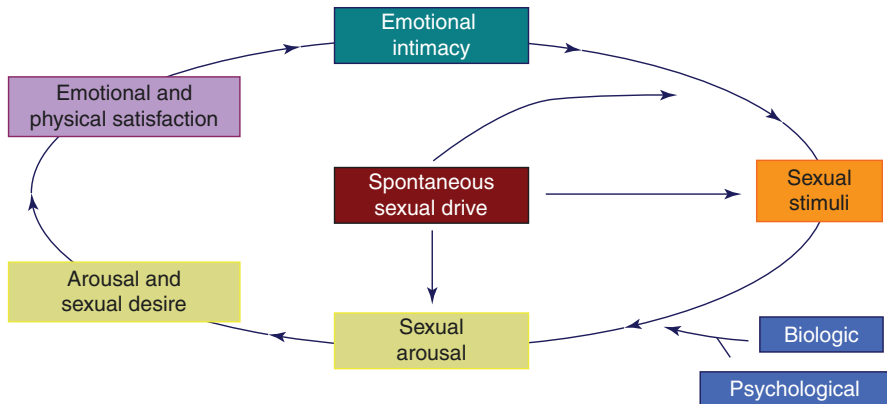 Emotional
intimacy
Emotional and
physical satisfaction
Spontaneous
sexual drive
Sexual
stimuli
Arousal and
sexual desire
Sexual
arousal
Biologic
Psychological